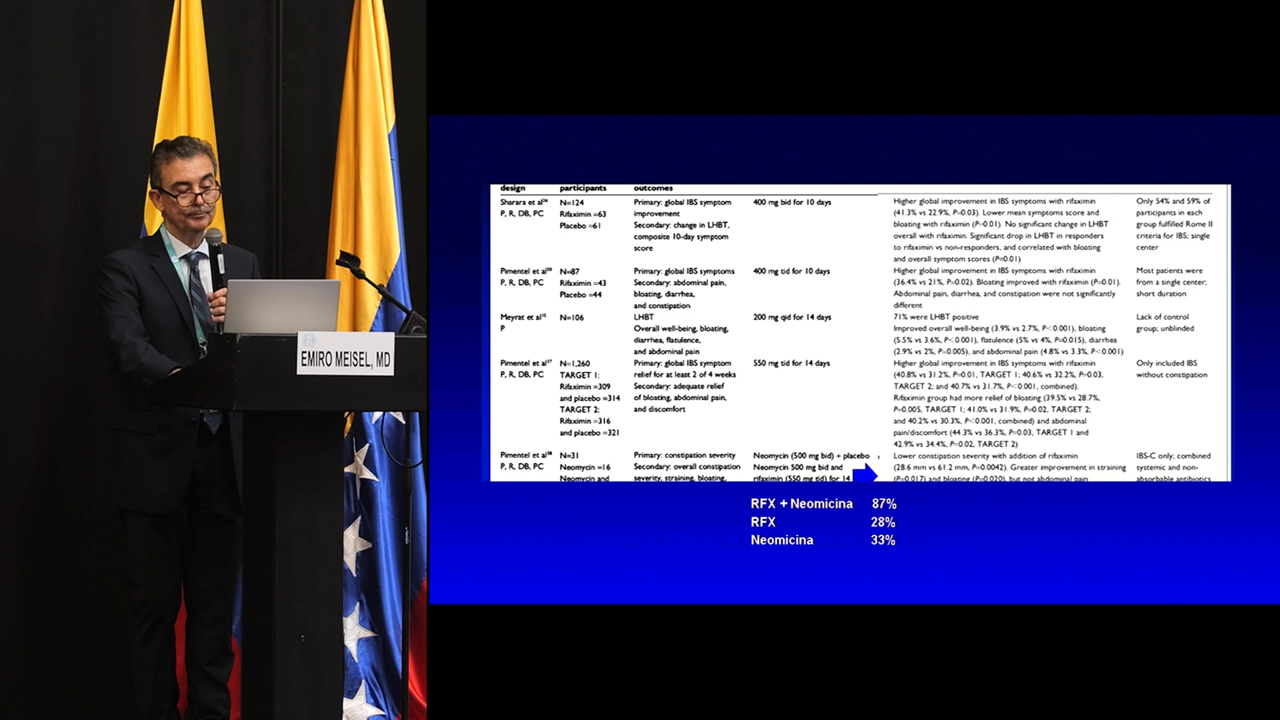 EMIRO MEISEL, MD
design participants outcomes
Sharara et al N=124 Primary: global IBS symptom 400 mg bid for 10 days Higher global improvement in IBS symptoms with rifaximin Only 54% and 59% of
P, R, DB, PC Rifaximin =63 improvement (41.3% vs 22.9%, P=0.03). Lower mean symptoms score and participants in each
Placebo =61 Secondary: change in LHBT, bloating with rifaximin (P=0.01). No significant change in LHBT group fulfilled Rome II
composite 10-day symptom overall with rifaximin. Significant drop in LHBT in responders criteria for IBS; single
score to rifaximin vs non-responders, and correlated with bloating center
and overall symptom scores (P=0.01)
Pimentel et al N=87 Primary: global IBS symptoms 400 mg tid for 10 days Higher global improvement in IBS symptoms with rifaximin Most patients were
P, R, DB, PC Rifaximin =43 Secondary: abdominal pain, (36.4% vs 21%, P=0.02). Bloating improved with rifaximin (P=0.01). from a single center;
Placebo =44 bloating, diarrhea, Abdominal pain, diarrhea, and constipation were not significantly short duration
and constipation different
Meyrat et al N=106 LHBT 200 mg qid for 14 days 71% were LHBT positive Lack of control
P Overall well-being, bloating, Improved overall well-being (3.9% vs 2.7%, P<0.001), bloating group; unblinded
diarrhea, flatulence, (5.5% vs 3.6%, P<0.001), flatulence (5% vs 4%, P=0.015), diarrhea
and abdominal pain (2.9% vs 2%, P=0.005), and abdominal pain (4.8% vs 3.3%, P<0.001)
Pimentel et al N=1,260 Primary: global IBS symptom 550 mg tid for 14 days Higher global improvement in IBS symptoms with rifaximin Only included IBS
P, R, DB, PC TARGET 1: relief for at least 2 of 4 weeks (40.8% vs 31.2%, P=0.01, TARGET 1; 40.6% vs 32.2%, P=0.03, without constipation
Rifaximin =309 Secondary: adequate relief TARGET 2; and 40.7% vs 31.7%, P<0.001, combined).
and placebo =314 of bloating, abdominal pain, Rifaximin group had more relief of bloating (39.5% vs 28.7%,
TARGET 2: and discomfort P=0.005, TARGET 1; 41.0% vs 31.9%, P=0.02, TARGET 2;
Rifaximin =316 and 40.2% vs 30.3%, P<0.001, combined) and abdominal
and placebo =321 pain/discomfort (44.3% vs 36.3%, P=0.03, TARGET 1 and
42.9% vs 34.4%, P=0.02, TARGET 2)
Pimentel et al N=31 Primary: constipation severity Neomycin (500 mg bid) + placebo Lower constipation severity with addition of rifaximin IBS-C only; combined
P, R, DB, PC Neomycin =16 Secondary: overall constipation Neomycin 500 mg bid and (28.6 mm vs 61.2 mm, P=0.0042). Greater improvement in straining systemic and non-
Neomycin and severity, straining, bloating, rifaximin (550 mg tid) for 14 (P=0.017) and bloating (P=0.020), but not abdominal pain absorbable antibiotics
RFX + Neomicina 87%
RFX 28%
Neomicina 33%